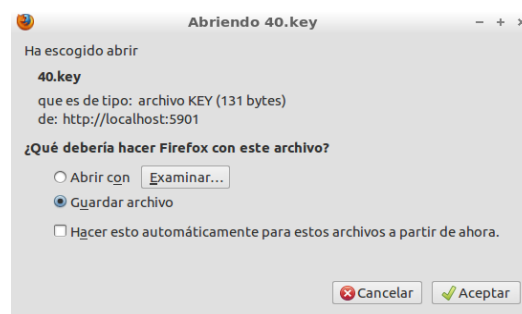 Abriendo 40.key
Ha escogido abrir
40.key
que es de tipo: archivo KEY (131 bytes)
de: http://localhost:5901
¿Qué debería hacer Firefox con este archivo?
Abrir con Examinar...
Guardar archivo
Hacer esto automáticamente para estos archivos a partir de ahora.
Cancelar Aceptar